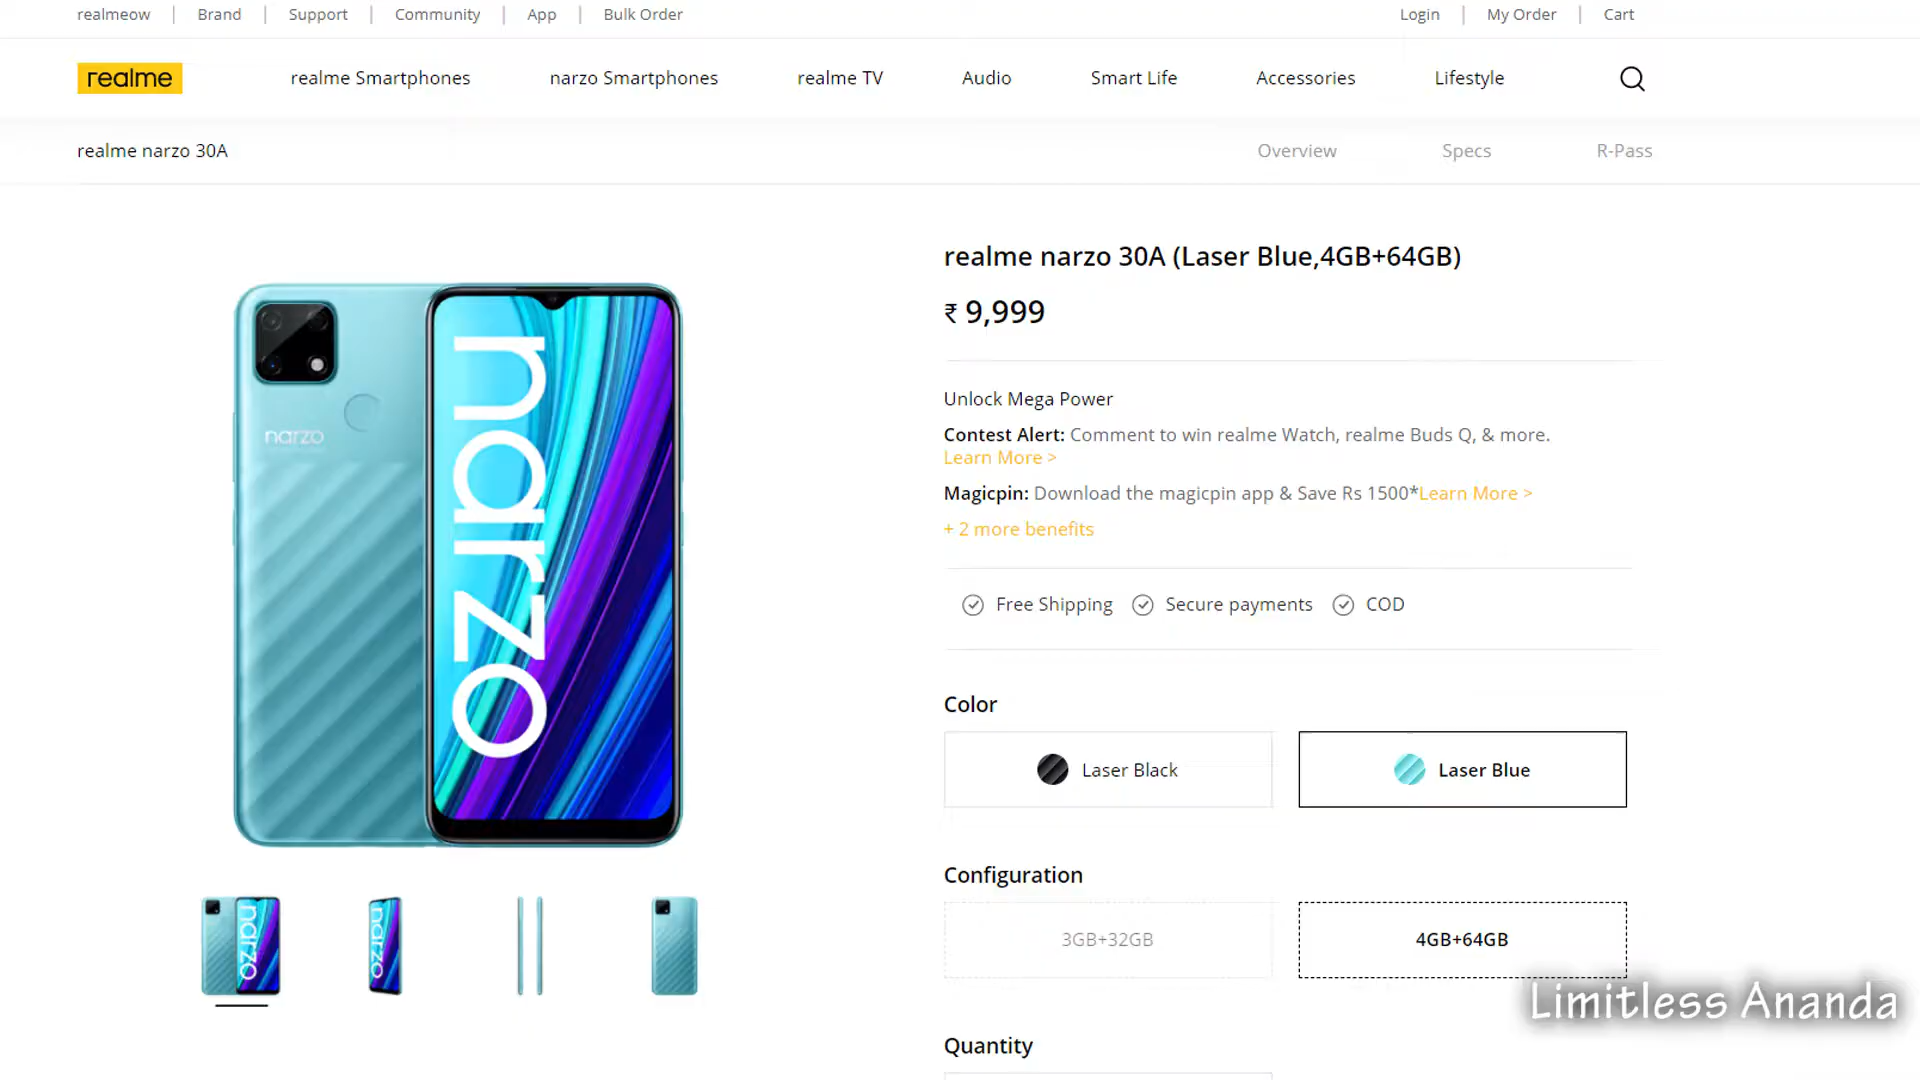 realmeow | Brand | Support | Community | App | Bulk Order Login | My Order | Cart
realme realme Smartphones narzo Smartphones realme TV Audio Smart Life Accessories Lifestyle
realme narzo 30A Overview Specs R-Pass
realme narzo 30A (Laser Blue,4GB+64GB)
₹ 9,999
Unlock Mega Power
Contest Alert: Comment to win realme Watch, realme Buds Q, & more.
Learn More >
Magicpin: Download the magicpin app & Save Rs 1500*Learn More >
+ 2 more benefits
Free Shipping Secure payments COD
narzo
narzo
Color
Laser Black Laser Blue
Configuration
3GB+32GB 4GB+64GB
narzo
narzo
Limitless Ananda
Quantity